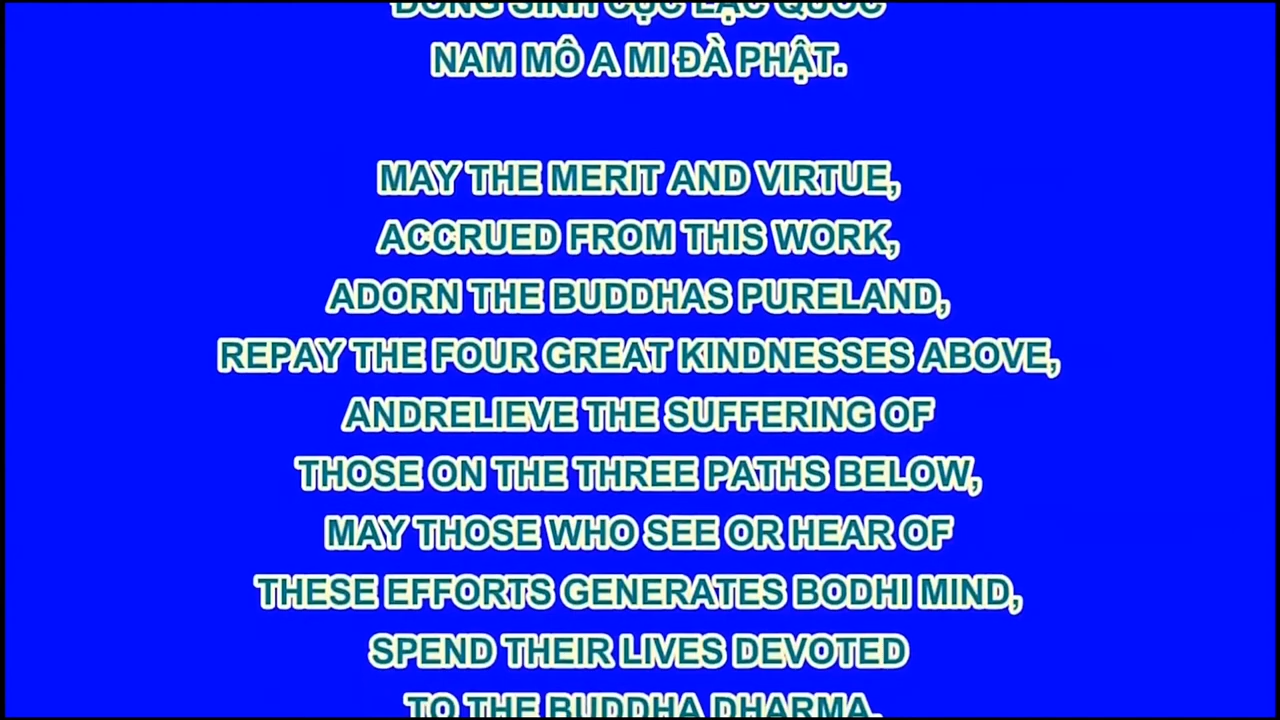 ĐỒNG SINH CỰC LẠC QUỐC
NAM MÔ A MI ĐÀ PHẬT.
MAY THE MERIT AND VIRTUE,
ACCRUED FROM THIS WORK,
ADORN THE BUDDHAS PURELAND,
REPAY THE FOUR GREAT KINDNESSES ABOVE,
ANDRELIEVE THE SUFFERING OF
THOSE ON THE THREE PATHS BELOW,
MAY THOSE WHO SEE OR HEAR OF
THESE EFFORTS GENERATES BODHI MIND,
SPEND THEIR LIVES DEVOTED
TO THE BUDDHA DHARMA.